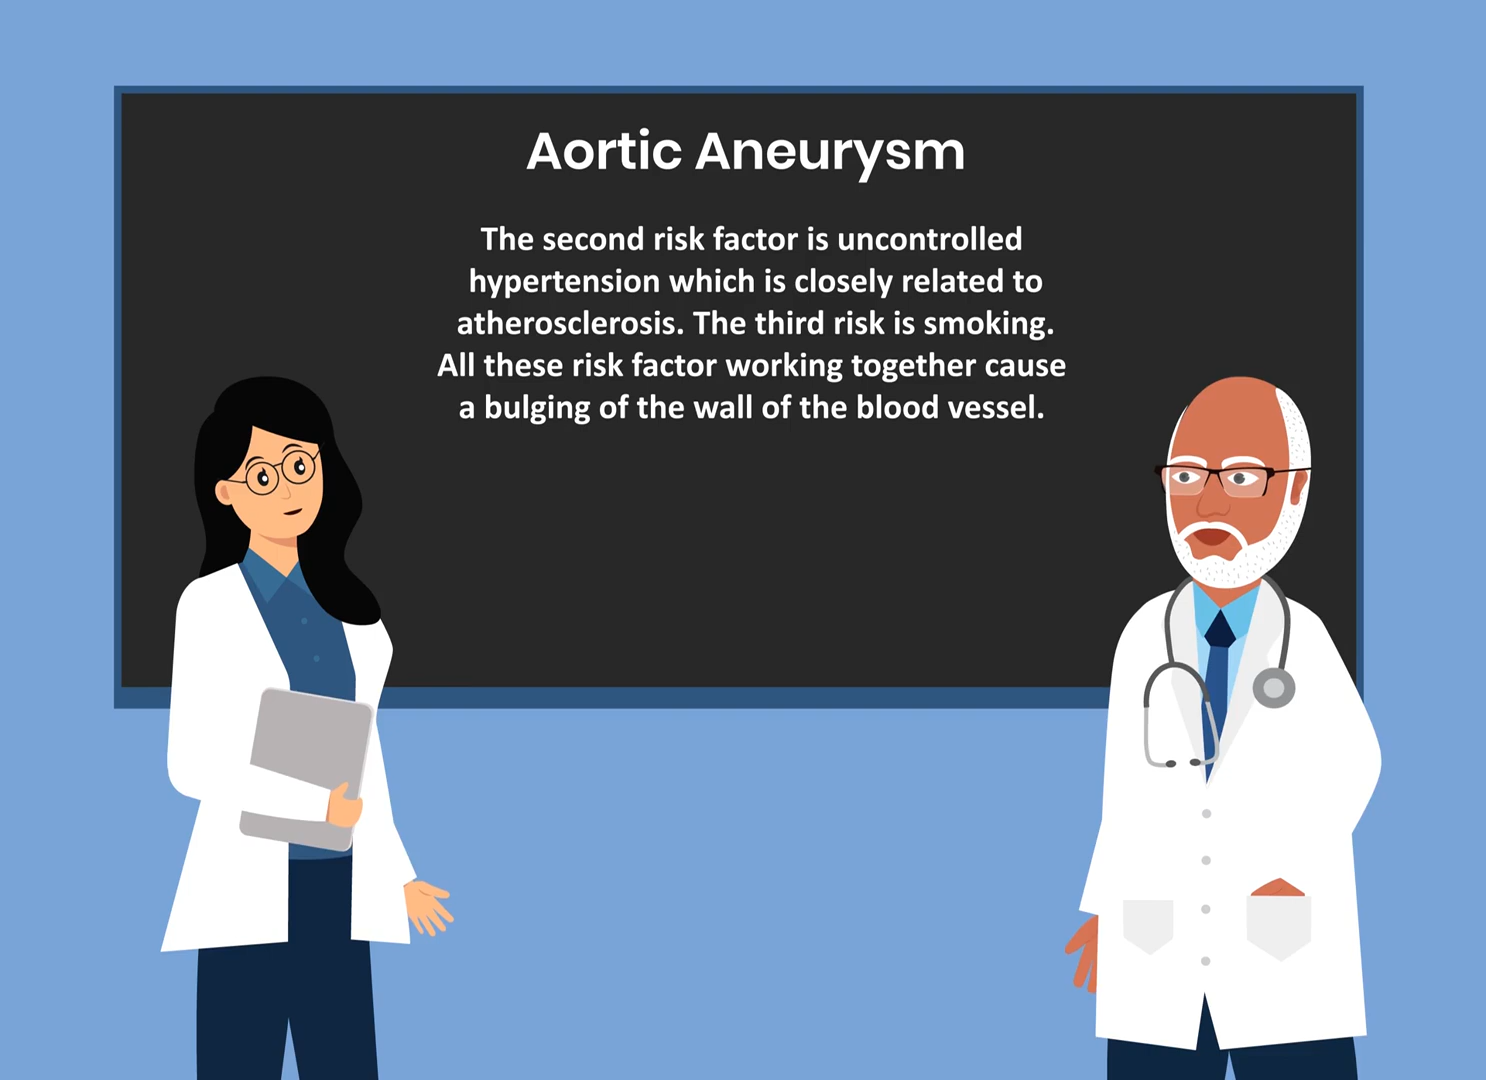 Aortic Aneurysm
The second risk factor is uncontrolled
hypertension which is closely related to
atherosclerosis. The third risk is smoking.
All these risk factor working together cause
a bulging of the wall of the blood vessel.